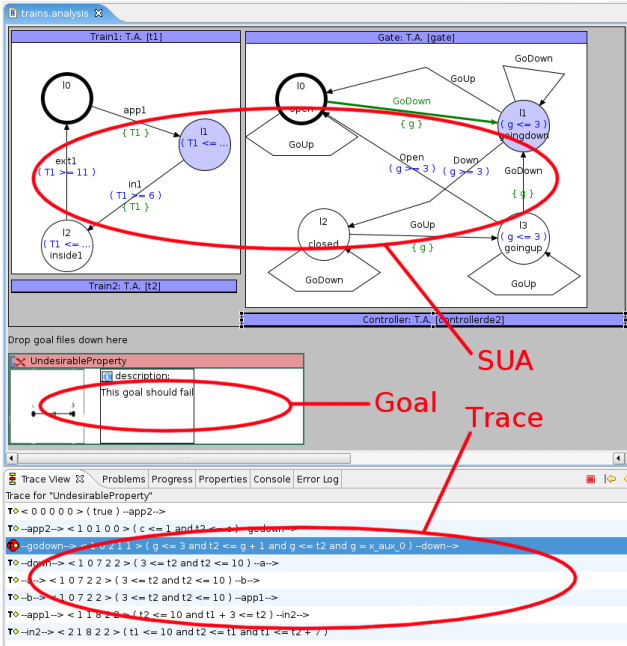 trains.analysis
Train1: T.A. [t1]
Gate: T.A. [gate]
l0
app1
{ T1 }
l1
( T1 <= ...
ext1
( T1 >= 11 )
in1
( T1 >= 6 )
{ T1 }
l2
( T1 <= ...
inside1
Train2: T.A. [t2]
GoDown
GoUp
l0
open
GoDown
{ g }
l1
( g <= 3 )
goingdown
GoUp
Open
( g >= 3 )
Down
( g >= 3 )
GoDown
{ g }
l2
closed
GoUp
{ g }
l3
( g <= 3 )
goingup
GoDown
GoUp
Controller: T.A. [controllerde2]
Drop goal files down here
UndesirableProperty
description:
This goal should fail
SUA
Goal
Trace
Trace View
Problems
Progress
Properties
Console
Error Log
Trace for "UndesirableProperty"
< 0 0 0 0 0 > ( true ) --app2-->
--app2--> < 1 0 1 0 0 > ( c <= 1 and t2 <= c ) --godown-->
--godown--> < 1 0 2 1 1 > ( g <= 3 and t2 <= g + 1 and g <= t2 and g = x_aux_0 ) --down-->
--down--> < 1 0 7 2 2 > ( 3 <= t2 and t2 <= 10 ) --a-->
--a--> < 1 0 7 2 2 > ( 3 <= t2 and t2 <= 10 ) --b-->
--b--> < 1 0 7 2 2 > ( 3 <= t2 and t2 <= 10 ) --app1-->
--app1--> < 1 1 8 2 2 > ( t2 <= 10 and t1 + 3 <= t2 ) --in2-->
--in2--> < 2 1 8 2 2 > ( t1 <= 10 and t2 <= t1 and t1 <= t2 + 7 )